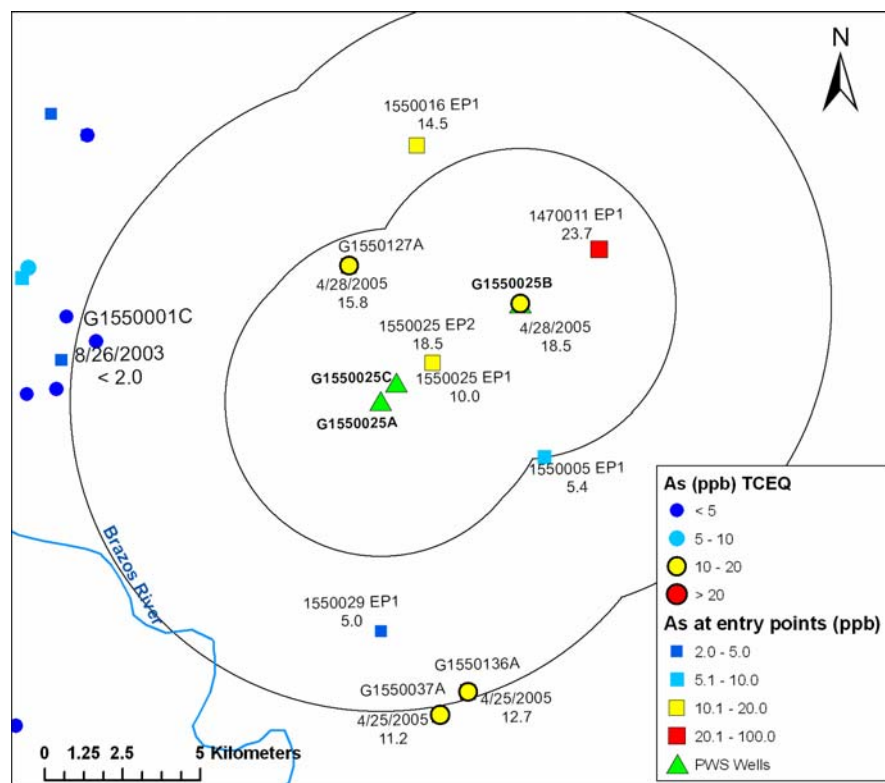 N
1550016 EP1
14.5
1470011 EP1
23.7
G1550127A
4/28/2005
15.8
G1550025B
4/28/2005
18.5
G1550001C
8/26/2003
< 2.0
1550025 EP2
18.5
1550025 EP1
10.0
G1550025C
G1550025A
1550005 EP1
5.4
Brazos River
1550029 EP1
5.0
G1550136A
4/25/2005
12.7
G1550037A
4/25/2005
11.2
0 1.25 2.5 5 Kilometers
As (ppb) TCEQ
< 5
5 - 10
10 - 20
> 20
As at entry points (ppb)
2.0 - 5.0
5.1 - 10.0
10.1 - 20.0
20.1 - 100.0
PWS Wells